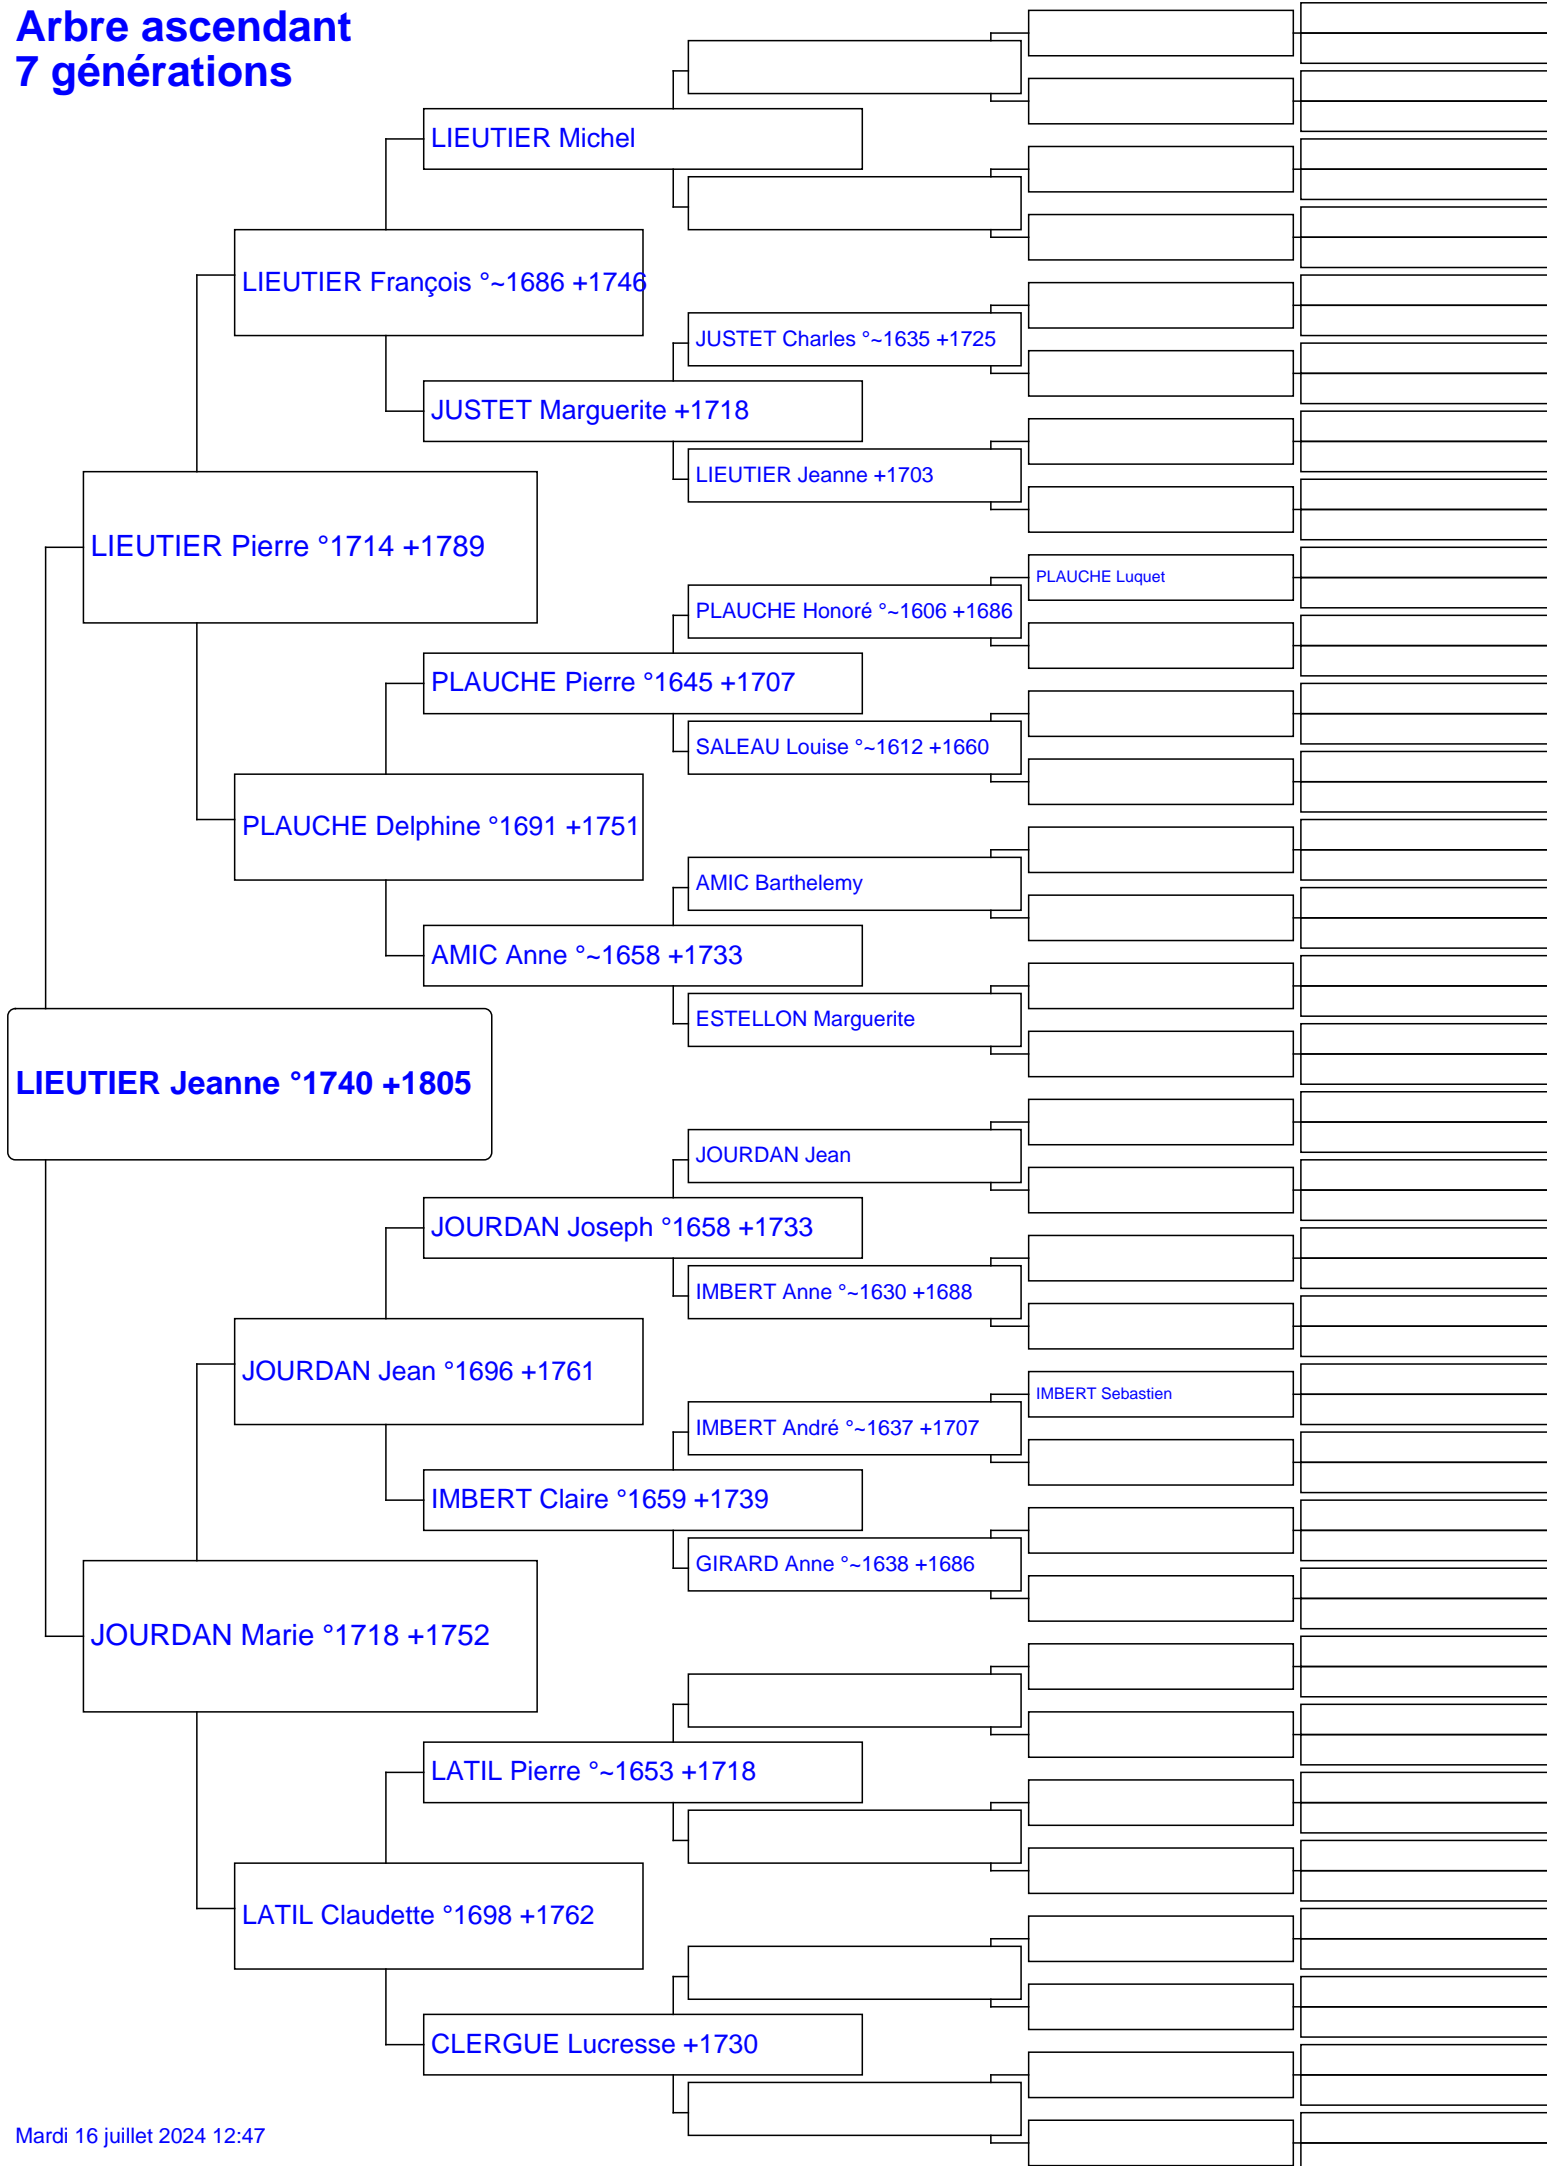 Arbre ascendant
7 générations
LIEUTIER Michel
LIEUTIER François °~1686 +1746
JUSTET Charles °~1635 +1725
JUSTET Marguerite +1718
LIEUTIER Jeanne +1703
LIEUTIER Pierre °1714 +1789
PLAUCHE Luquet
PLAUCHE Honoré °~1606 +1686
PLAUCHE Pierre °1645 +1707
SALEAU Louise °~1612 +1660
PLAUCHE Delphine °1691 +1751
AMIC Barthelemy
AMIC Anne °~1658 +1733
ESTELLON Marguerite
LIEUTIER Jeanne °1740 +1805
JOURDAN Jean
JOURDAN Joseph °1658 +1733
IMBERT Anne °~1630 +1688
JOURDAN Jean °1696 +1761
IMBERT Sebastien
IMBERT André °~1637 +1707
IMBERT Claire °1659 +1739
GIRARD Anne °~1638 +1686
JOURDAN Marie °1718 +1752
LATIL Pierre °~1653 +1718
LATIL Claudette °1698 +1762
CLERGUE Lucresse +1730
Mardi 16 juillet 2024 12:47